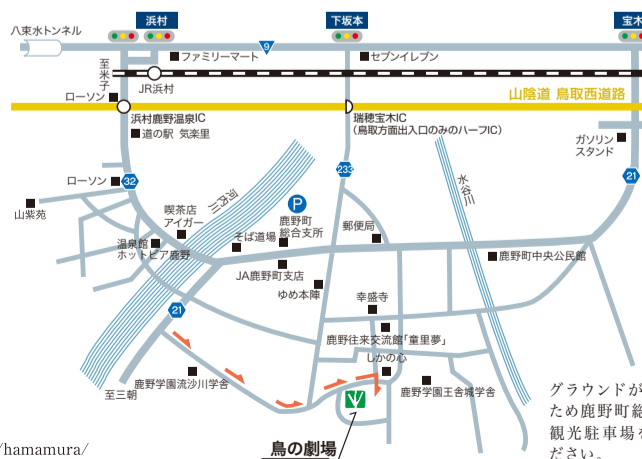 八束水トンネル
浜村
下坂本
宝木
9
ファミリーマート
セブンイレブン
至米子
JR浜村
ローソン
山陰道 鳥取西道路
浜村鹿野温泉IC
道の駅 気楽里
瑞穂宝木IC
(鳥取方面出入口のみのハーフIC)
ガソリン
スタンド
ローソン
32
233
21
水谷川
河内川
山紫苑
喫茶店
アイガー
P
鹿野町
総合支所
郵便局
そば道場
温泉館
ホットピア鹿野
鹿野町中央公民館
JA鹿野町支店
ゆめ本陣
幸盛寺
21
鹿野往来交流館「童里夢」
しかの心
鹿野学園流沙川学舎
鹿野学園王舎城学舎
至三朝
鳥の劇場
グラウンドが
ため鹿野町総
観光駐車場を
ださい。
/hamamura/